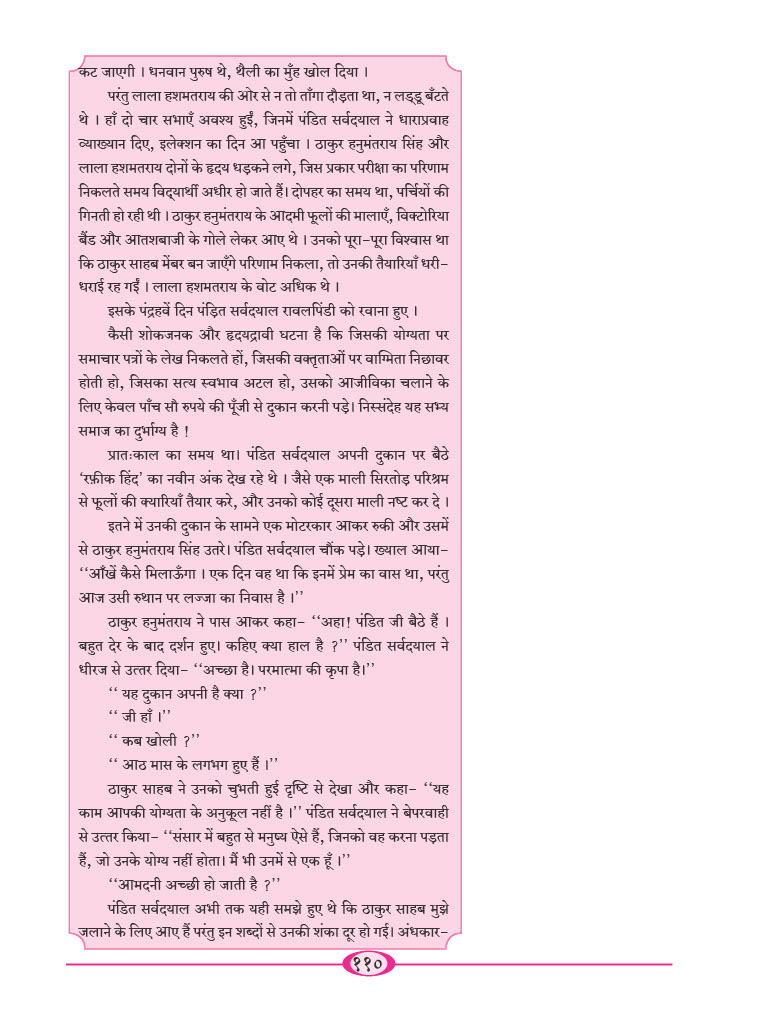 कट जाएगी । धनवान पुरुष थे, थैली का मुँह खोल दिया ।
परंतु लाला हशमतराय की ओर से न तो ताँगा दौड़ता था, न लड्डू बँटते
थे । हाँ दो चार सभाएँ अवश्य हुईं, जिनमें पंडित सर्वदयाल ने धाराप्रवाह
व्याख्यान दिए, इलेक्शन का दिन आ पहुँचा । ठाकुर हनुमंतराय सिंह और
लाला हशमतराय दोनों के हृदय धड़कने लगे, जिस प्रकार परीक्षा का परिणाम
निकलते समय विद्यार्थी अधीर हो जाते हैं। दोपहर का समय था, पर्चियों की
गिनती हो रही थी । ठाकुर हनुमंतराय के आदमी फूलों की मालाएँ, विक्टोरिया
बैंड और आतशबाजी के गोले लेकर आए थे । उनको पूरा-पूरा विश्वास था
कि ठाकुर साहब मेंबर बन जाएँगे परिणाम निकला, तो उनकी तैयारियाँ धरी-
धराई रह गईं । लाला हशमतराय के वोट अधिक थे ।
इसके पंद्रहवें दिन पंडित सर्वदयाल रावलपिंडी को रवाना हुए ।
कैसी शोकजनक और हृदयद्रावी घटना है कि जिसकी योग्यता पर
समाचार पत्रों के लेख निकलते हों, जिसकी वक्तृताओं पर वाग्मिता निछावर
होती हो, जिसका सत्य स्वभाव अटल हो, उसको आजीविका चलाने के
लिए केवल पाँच सौ रुपये की पूँजी से दुकान करनी पड़े। निस्संदेह यह सभ्य
समाज का दुर्भाग्य है !
प्रातःकाल का समय था। पंडित सर्वदयाल अपनी दुकान पर बैठे
‘रफ़ीक हिंद’ का नवीन अंक देख रहे थे । जैसे एक माली सिरतोड़ परिश्रम
से फूलों की क्यारियाँ तैयार करे, और उनको कोई दूसरा माली नष्ट कर दे ।
इतने में उनकी दुकान के सामने एक मोटरकार आकर रुकी और उसमें
से ठाकुर हनुमंतराय सिंह उतरे। पंडित सर्वदयाल चौंक पड़े। ख्याल आया-
‘‘आँखें कैसे मिलाऊँगा । एक दिन वह था कि इनमें प्रेम का वास था, परंतु
आज उसी स्थान पर लज्जा का निवास है ।’’
ठाकुर हनुमंतराय ने पास आकर कहा- ‘‘अहा! पंडित जी बैठे हैं ।
बहुत देर के बाद दर्शन हुए। कहिए क्या हाल है ?’’ पंडित सर्वदयाल ने
धीरज से उत्तर दिया- ‘‘अच्छा है। परमात्मा की कृपा है।’’
‘‘ यह दुकान अपनी है क्या ?’’
‘‘ जी हाँ ।’’
‘‘ कब खोली ?’’
‘‘ आठ मास के लगभग हुए हैं ।’’
ठाकुर साहब ने उनको चुभती हुई दृष्टि से देखा और कहा- ‘‘यह
काम आपकी योग्यता के अनुकूल नहीं है ।’’ पंडित सर्वदयाल ने बेपरवाही
से उत्तर किया- ‘‘संसार में बहुत से मनुष्य ऐसे हैं, जिनको वह करना पड़ता
हैं, जो उनके योग्य नहीं होता। मैं भी उनमें से एक हूँ ।’’
‘‘आमदनी अच्छी हो जाती है ?’’
पंडित सर्वदयाल अभी तक यही समझे हुए थे कि ठाकुर साहब मुझे
जलाने के लिए आए हैं परंतु इन शब्दों से उनकी शंका दूर हो गई। अंधकार-
११०